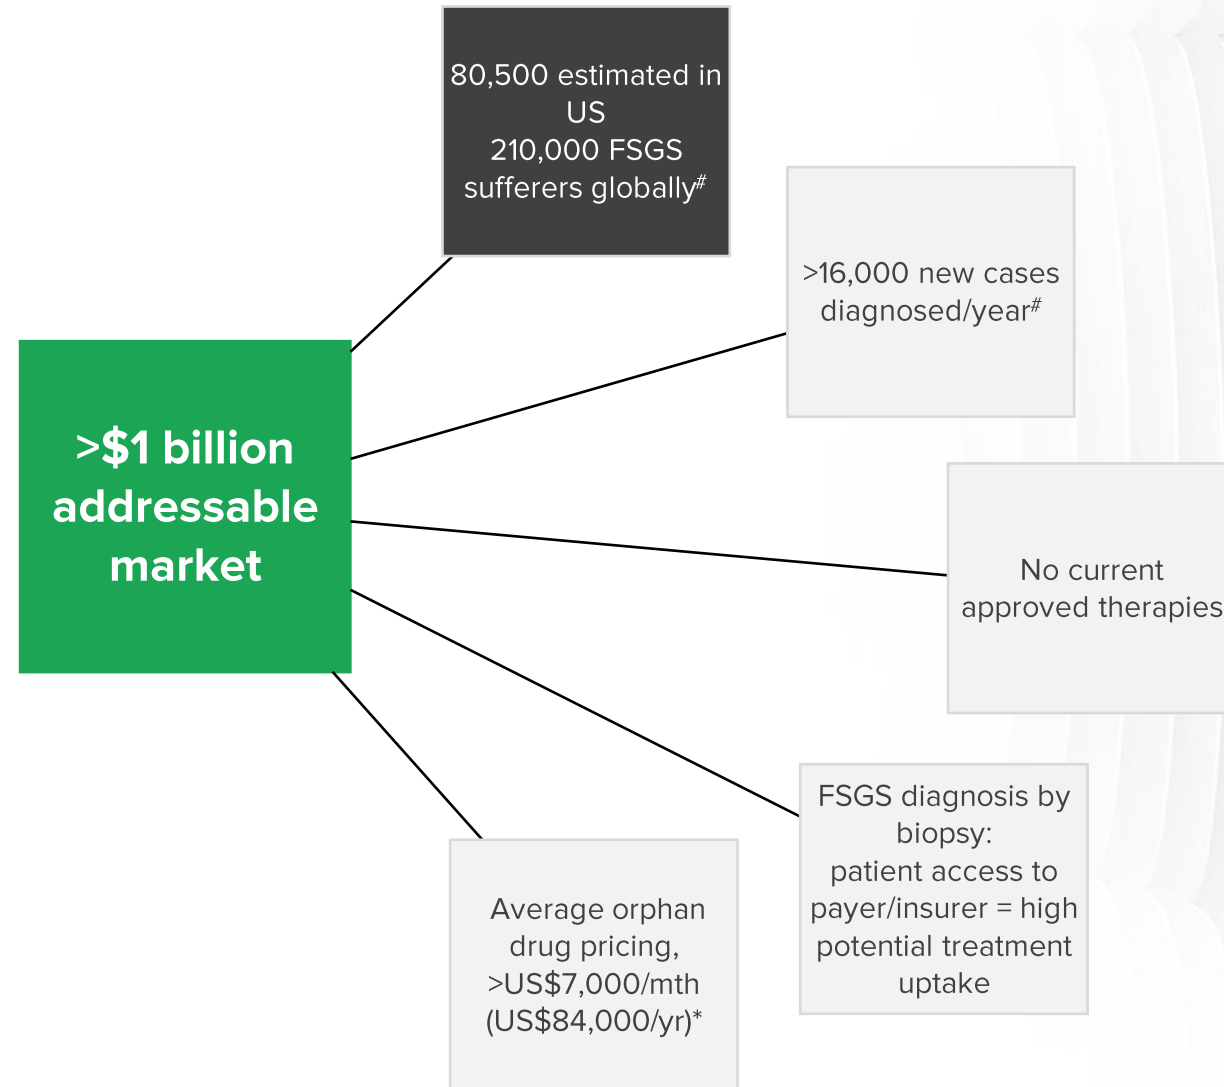 80,500 estimated in
US
210,000 FSGS
sufferers globally#
>16,000 new cases
diagnosed/year#
>$1 billion
addressable
market
No current
approved therapies
FSGS diagnosis by
biopsy:
patient access to
payer/insurer = high
potential treatment
uptake
Average orphan
drug pricing,
>US$7,000/mth
(US$84,000/yr)*